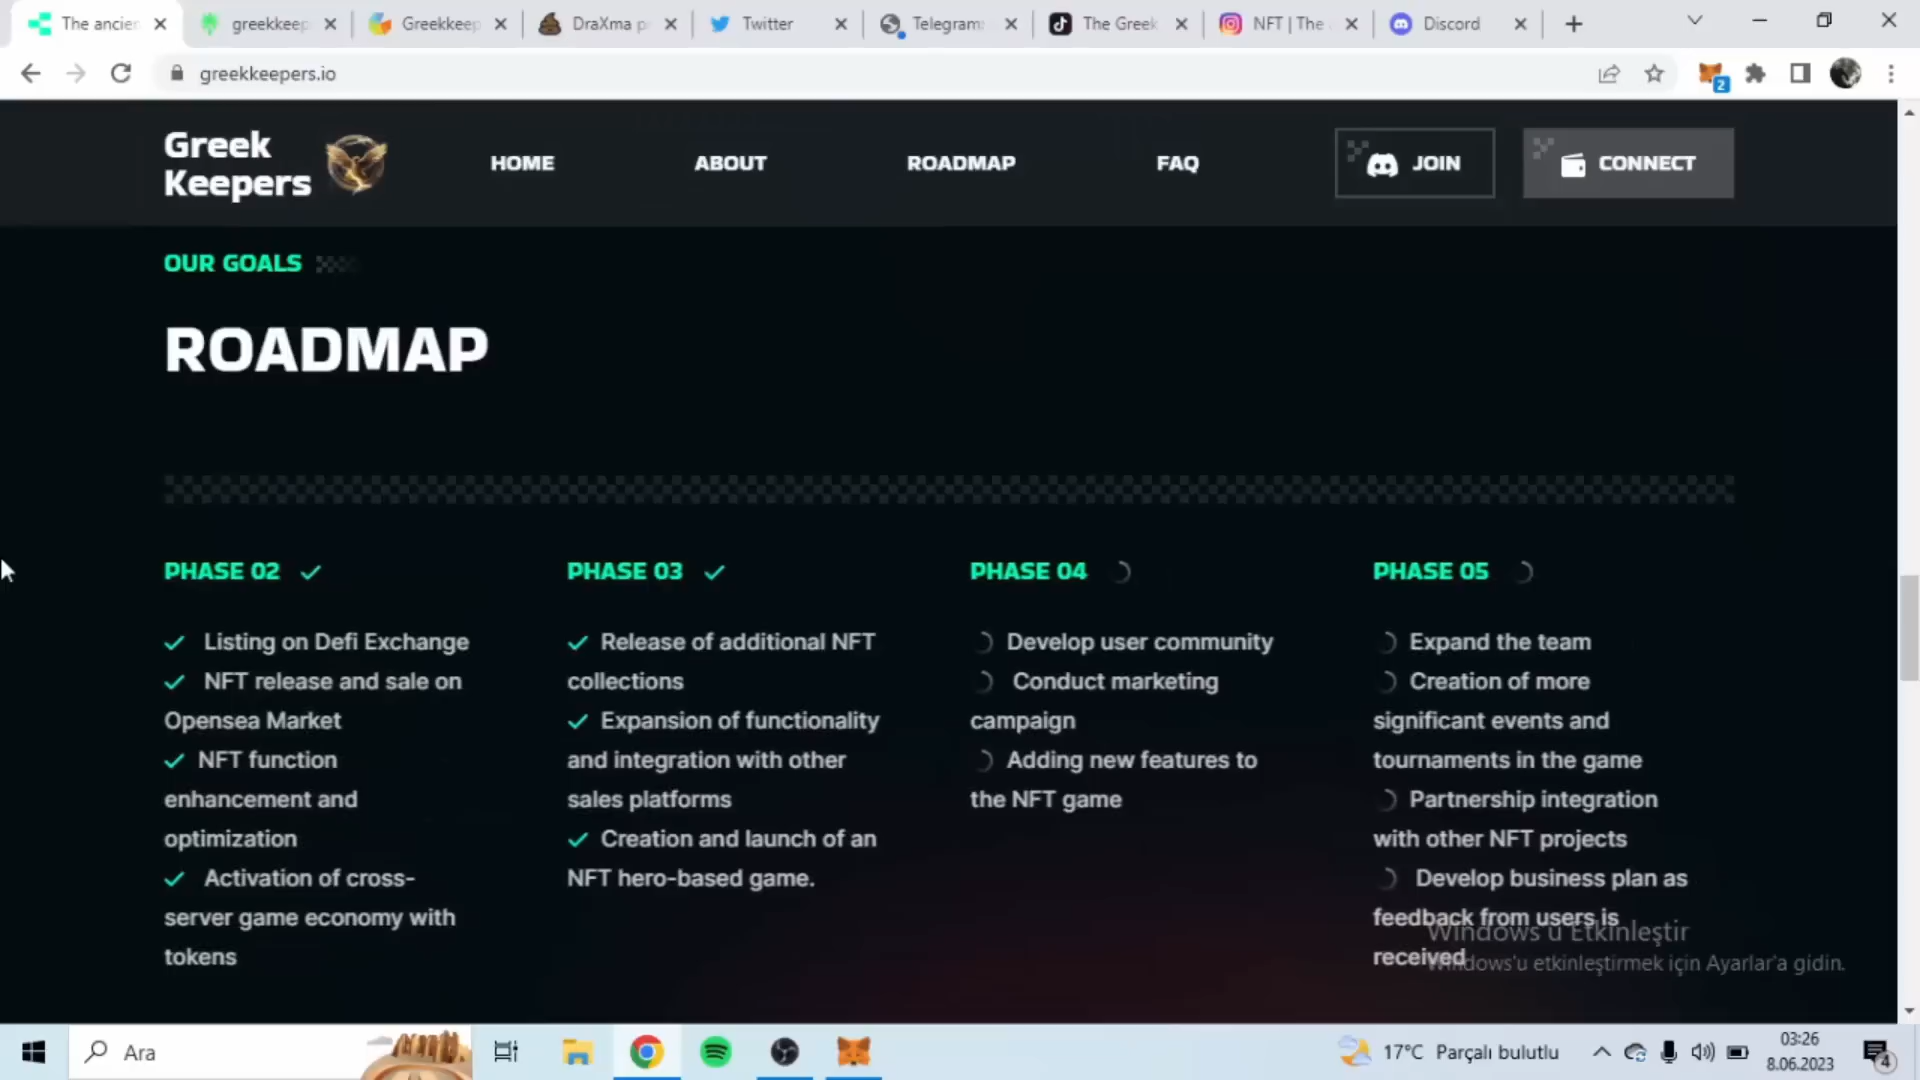 The ancien
greekkeep
Greekkeep
DraXma p
Twitter
Telegram
The Greek
NFT | The
Discord
greekkeepers.io
2
Greek
Keepers
HOME
ABOUT
ROADMAP
FAQ
JOIN
CONNECT
OUR GOALS
ROADMAP
PHASE 02
Listing on Defi Exchange
NFT release and sale on
Opensea Market
NFT function
enhancement and
optimization
Activation of cross-
server game economy with
tokens
PHASE 03
Release of additional NFT
collections
Expansion of functionality
and integration with other
sales platforms
Creation and launch of an
NFT hero-based game.
PHASE 04
Develop user community
Conduct marketing
campaign
Adding new features to
the NFT game
PHASE 05
Expand the team
Creation of more
significant events and
tournaments in the game
Partnership integration
with other NFT projects
Develop business plan as
feedback from users is
received
Windows'u Etkinleştir
Windows'u etkinleştirmek için Ayarlar'a gidin.
Ara
17°C Parçalı bulutlu
03:26
8.06.2023
4